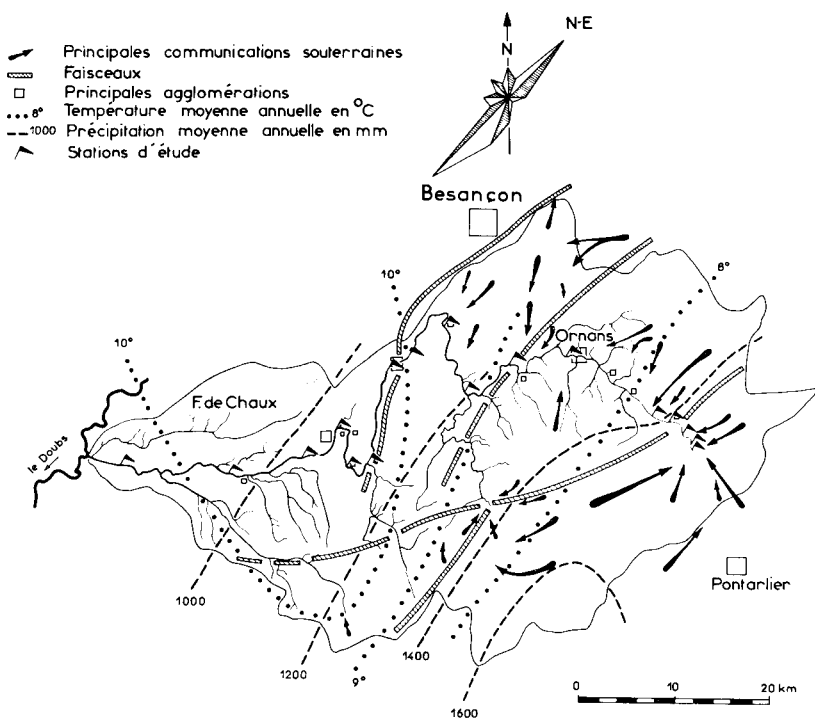 Principales communications souterraines
Faisceaux
Principales agglomérations
8° Température moyenne annuelle en °C
1000 Précipitation moyenne annuelle en mm
Stations d'étude
N-E
N
Besançon
10°
8°
10°
Ornans
F. de Chaux
le Doubs
Pontarlier
1000
1200
1400
9°
1600
0 10 20 km